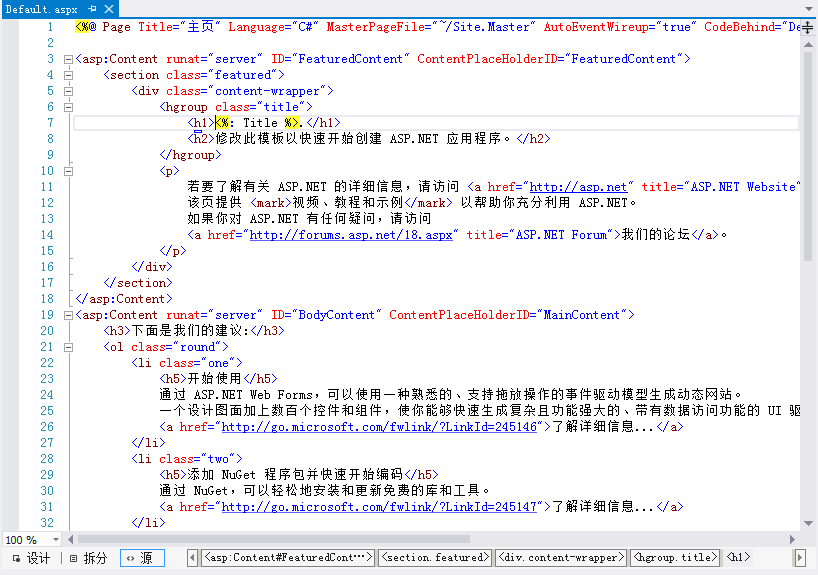 Default.aspx
1 <%@ Page Title="主页" Language="C#" MasterPageFile="~/Site.Master" AutoEventWireup="true" CodeBehind="De
2
3 <asp:Content runat="server" ID="FeaturedContent" ContentPlaceHolderID="FeaturedContent">
4 <section class="featured">
5 <div class="content-wrapper">
6 <hgroup class="title">
7 <h1><%: Title %>.</h1>
8 <h2>修改此模板以快速开始创建 ASP.NET 应用程序。</h2>
9 </hgroup>
10 <p>
11 若要了解有关 ASP.NET 的详细信息，请访问 <a href="http://asp.net" title="ASP.NET Website"
12 该页提供 <mark>视频、教程和示例</mark> 以帮助你充分利用 ASP.NET。
13 如果你对 ASP.NET 有任何疑问，请访问
14 <a href="http://forums.asp.net/18.aspx" title="ASP.NET Forum">我们的论坛</a>。
15 </p>
16 </div>
17 </section>
18 </asp:Content>
19 <asp:Content runat="server" ID="BodyContent" ContentPlaceHolderID="MainContent">
20 <h3>下面是我们的建议:</h3>
21 <ol class="round">
22 <li class="one">
23 <h5>开始使用</h5>
24 通过 ASP.NET Web Forms，可以使用一种熟悉的、支持拖放操作的事件驱动模型生成动态网站。
25 一个设计图面加上数百个控件和组件，使你能够快速生成复杂且功能强大的、带有数据访问功能的 UI 驱
26 <a href="http://go.microsoft.com/fwlink/?LinkId=245146">了解详细信息...</a>
27 </li>
28 <li class="two">
29 <h5>添加 NuGet 程序包并快速开始编码</h5>
30 通过 NuGet，可以轻松地安装和更新免费的库和工具。
31 <a href="http://go.microsoft.com/fwlink/?LinkId=245147">了解详细信息...</a>
32 </li>
100 %
设计 拆分 源 <asp:Content#FeaturedCont…> <section.featured> <div.content-wrapper> <hgroup.title> <h1>